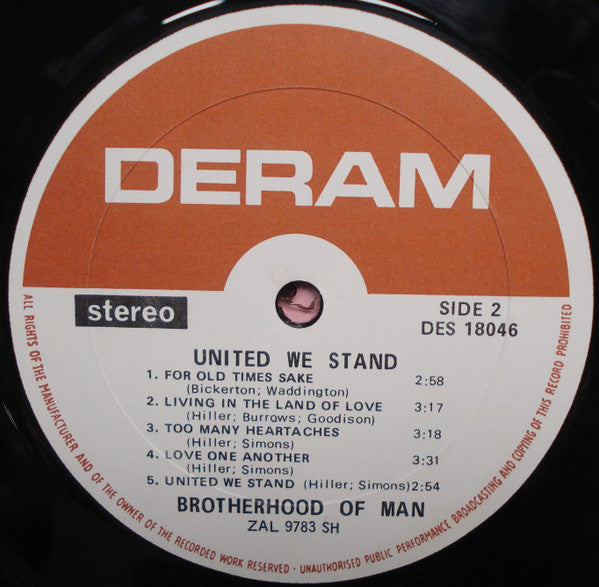 DERAM
stereo
SIDE 2
DES 18046
UNITED WE STAND
1. FOR OLD TIMES SAKE 2:58
(Bickerton; Waddington)
2. LIVING IN THE LAND OF LOVE 3:17
(Hiller; Burrows; Goodison)
3. TOO MANY HEARTACHES 3:18
(Hiller; Simons)
4. LOVE ONE ANOTHER 3:31
(Hiller; Simons)
5. UNITED WE STAND (Hiller; Simons) 2:54
BROTHERHOOD OF MAN
ZAL 9783 SH
ALL RIGHTS OF THE MANUFACTURER AND OF THE OWNER OF THE RECORDED WORK RESERVED · UNAUTHORISED PUBLIC PERFORMANCE BROADCASTING AND COPYING OF THIS RECORD PROHIBITED